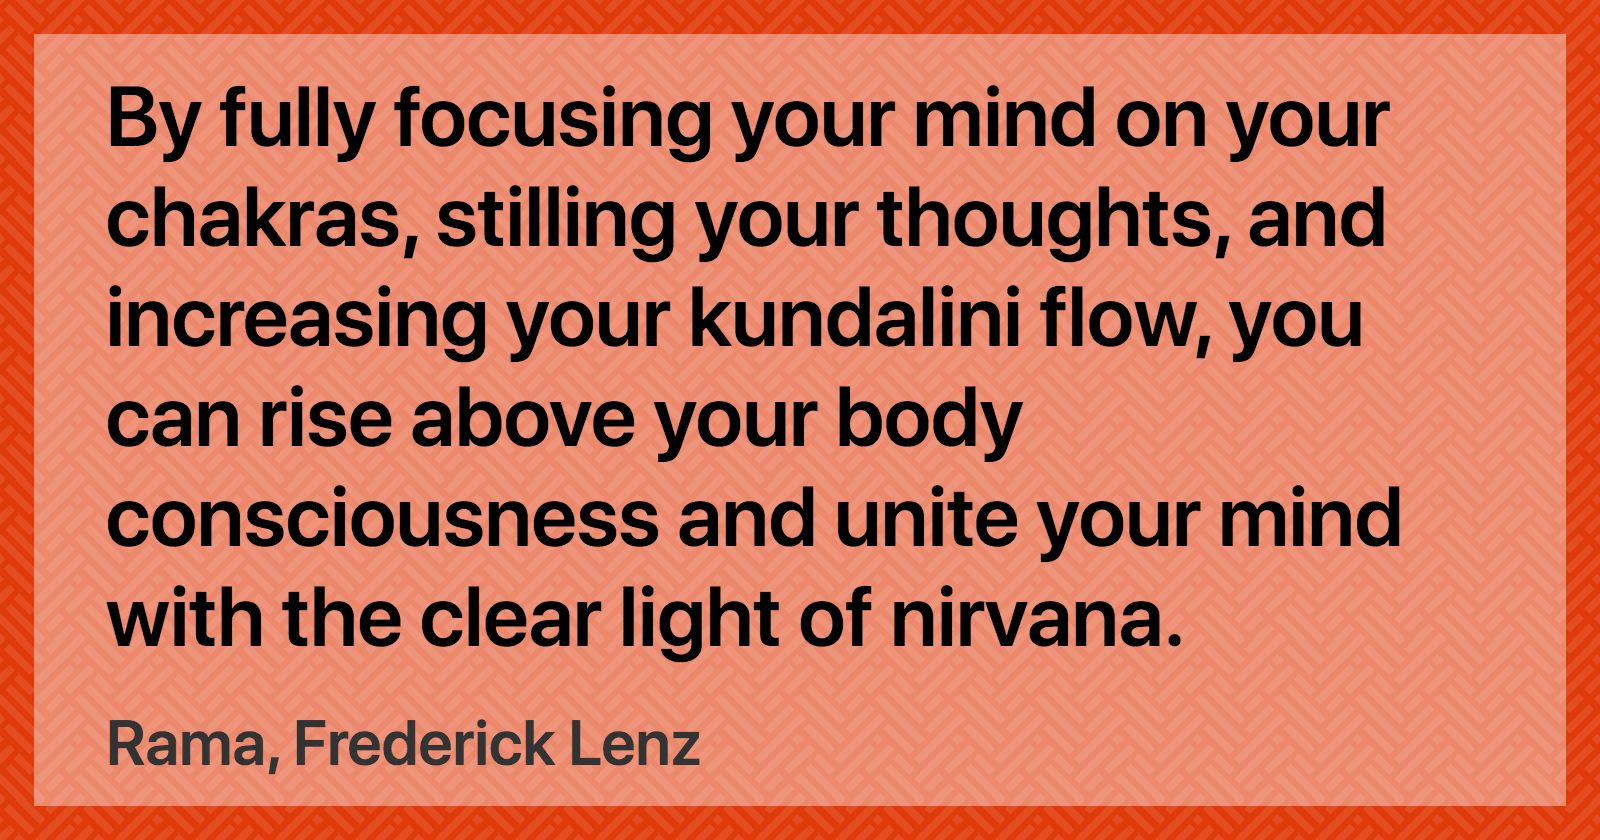 By fully focusing your mind on your
chakras, stilling your thoughts, and
increasing your kundalini flow, you
can rise above your body
consciousness and unite your mind
with the clear light of nirvana.
Rama, Frederick Lenz